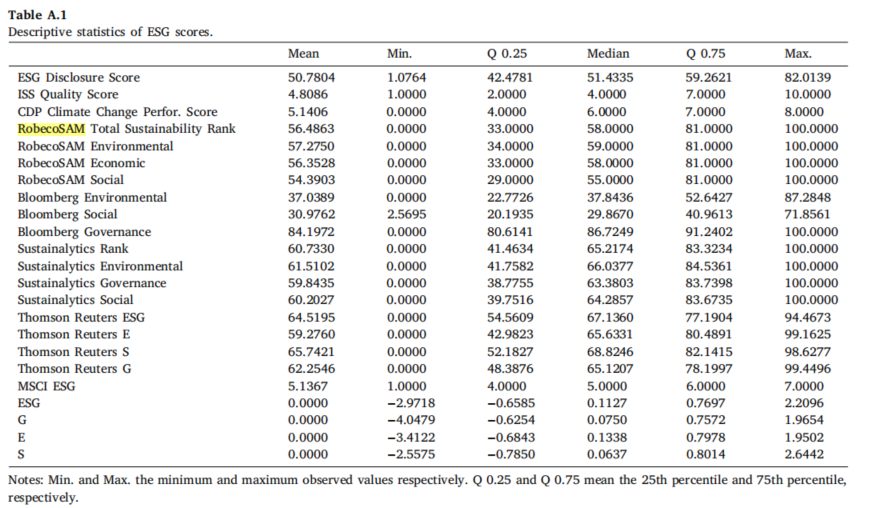 Table A.1
Descriptive statistics of ESG scores.
Mean Min. Q 0.25 Median Q 0.75 Max.
ESG Disclosure Score 50.7804 1.0764 42.4781 51.4335 59.2621 82.0139
ISS Quality Score 4.8086 1.0000 2.0000 4.0000 7.0000 10.0000
CDP Climate Change Perfor. Score 5.1406 0.0000 4.0000 6.0000 7.0000 8.0000
RobecoSAM Total Sustainability Rank 56.4863 0.0000 33.0000 58.0000 81.0000 100.0000
RobecoSAM Environmental 57.2750 0.0000 34.0000 59.0000 81.0000 100.0000
RobecoSAM Economic 56.3528 0.0000 33.0000 58.0000 81.0000 100.0000
RobecoSAM Social 54.3903 0.0000 29.0000 55.0000 81.0000 100.0000
Bloomberg Environmental 37.0389 0.0000 22.7726 37.8436 52.6427 87.2848
Bloomberg Social 30.9762 2.5695 20.1935 29.8670 40.9613 71.8561
Bloomberg Governance 84.1972 0.0000 80.6141 86.7249 91.2402 100.0000
Sustainalytics Rank 60.7330 0.0000 41.4634 65.2174 83.3234 100.0000
Sustainalytics Environmental 61.5102 0.0000 41.7582 66.0377 84.5361 100.0000
Sustainalytics Governance 59.8435 0.0000 38.7755 63.3803 83.7398 100.0000
Sustainalytics Social 60.2027 0.0000 39.7516 64.2857 83.6735 100.0000
Thomson Reuters ESG 64.5195 0.0000 54.5609 67.1360 77.1904 94.4673
Thomson Reuters E 59.2760 0.0000 42.9823 65.6331 80.4891 99.1625
Thomson Reuters S 65.7421 0.0000 52.1827 68.8246 82.1415 98.6277
Thomson Reuters G 62.2546 0.0000 48.3876 65.1207 78.1997 99.4496
MSCI ESG 5.1367 1.0000 4.0000 5.0000 6.0000 7.0000
ESG 0.0000 −2.9718 −0.6585 0.1127 0.7697 2.2096
G 0.0000 −4.0479 −0.6254 0.0750 0.7572 1.9654
E 0.0000 −3.4122 −0.6843 0.1338 0.7978 1.9502
S 0.0000 −2.5575 −0.7850 0.0637 0.8014 2.6442
Notes: Min. and Max. the minimum and maximum observed values respectively. Q 0.25 and Q 0.75 mean the 25th percentile and 75th percentile,
respectively.